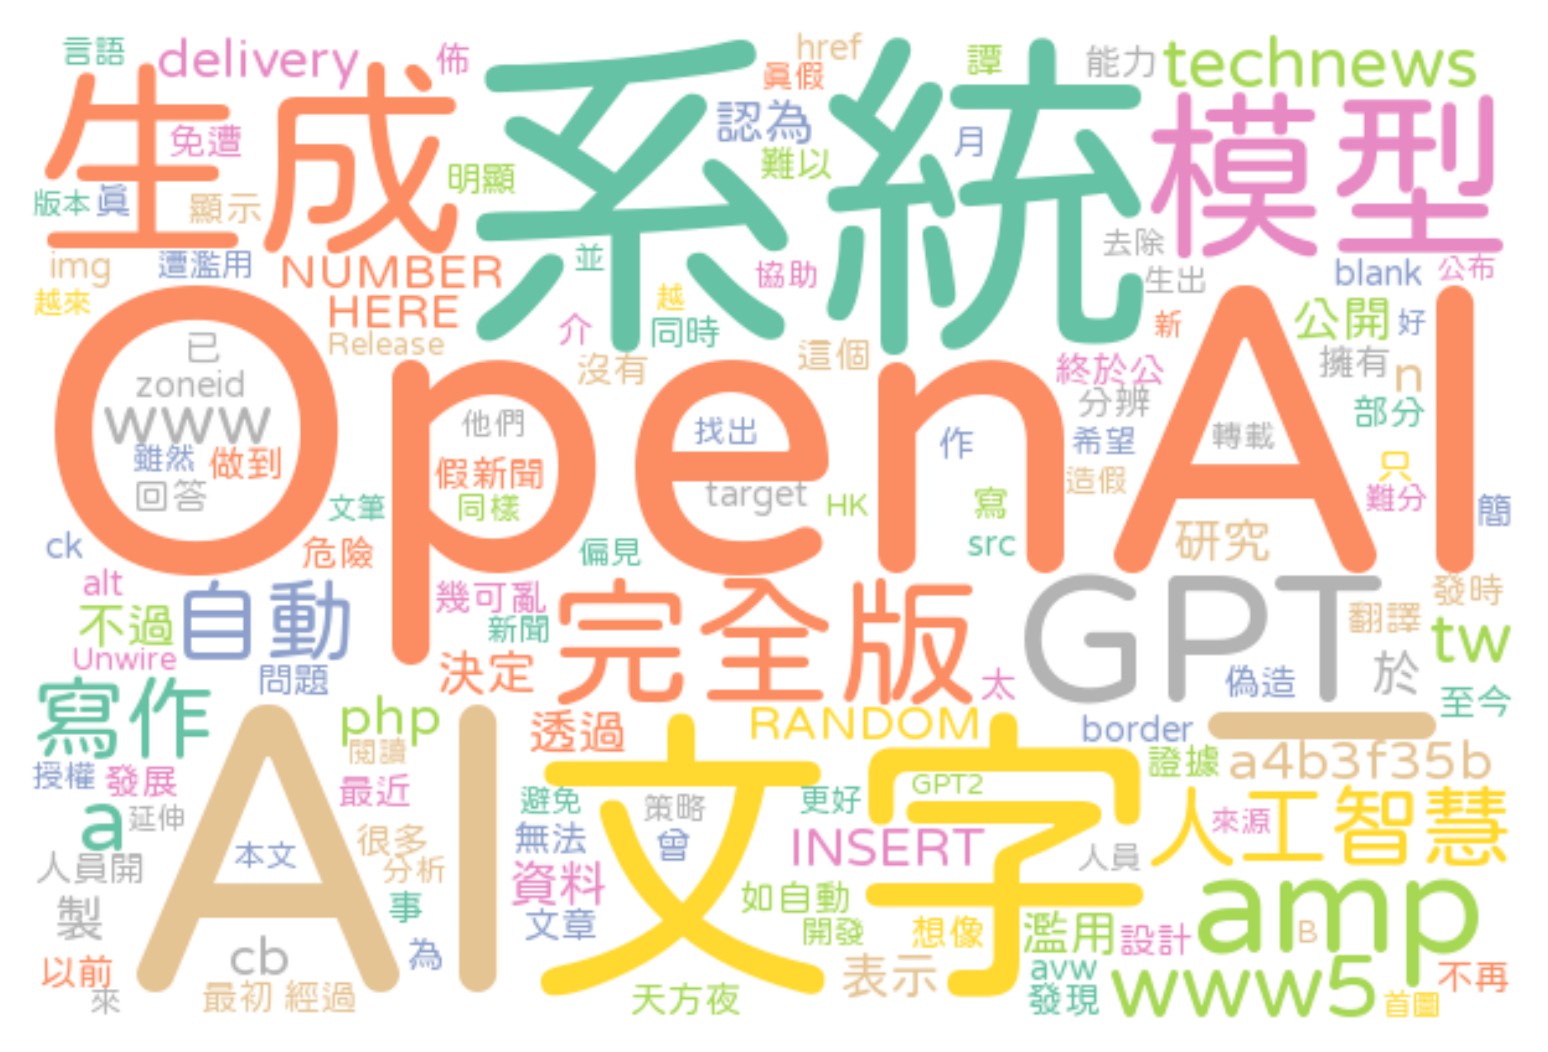 言語 delivery 佈 href 譚 能力 technews
真假
生成 系統 模型
免遭 認為 月
難以
版本 眞 顯示 明顯
去除
img 遭濫用 NUMBER 並 協助 生出 blank 公布
越來 HERE 越
Release 介 同時 新 公開 好
已 沒有 這個 終於公 擁有 n
OpenAI
zoneid 分辨 部分
www 他們 找出 作 希望 轉載
雖然 做到 假新聞 造假 只
回答 文筆 同樣 target HK 寫 難分 簡
ck 危險 偏見 src 研究
alt 幾可亂 完全版 GPT 發時
不過 自動 新聞 翻譯 tw
Unwire 問題 決定 太 偽造 於 至今
寫作 php 透過 RANDOM border 一
閱讀 證據 a4b3f35b
授權 發展 最近 AI 文字 GPT2
a 延伸 避免 策略 更好 人工智慧
很多 無法 曾 INSERT 來源
人員開 本文 分析 資料 人員
製 事 文章 如自動 amp
開發 想像 濫用 設計 B
cb 為 表示 avw 不再
以前 最初 經過 天方夜 發現 www5 首圖
來